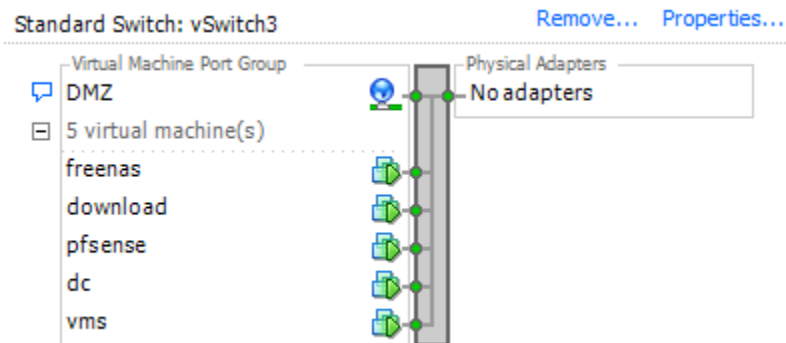 Standard Switch: vSwitch3 Remove... Properties...
Virtual Machine Port Group Physical Adapters
DMZ No adapters
5 virtual machine(s)
freenas
download
pfsense
dc
vms